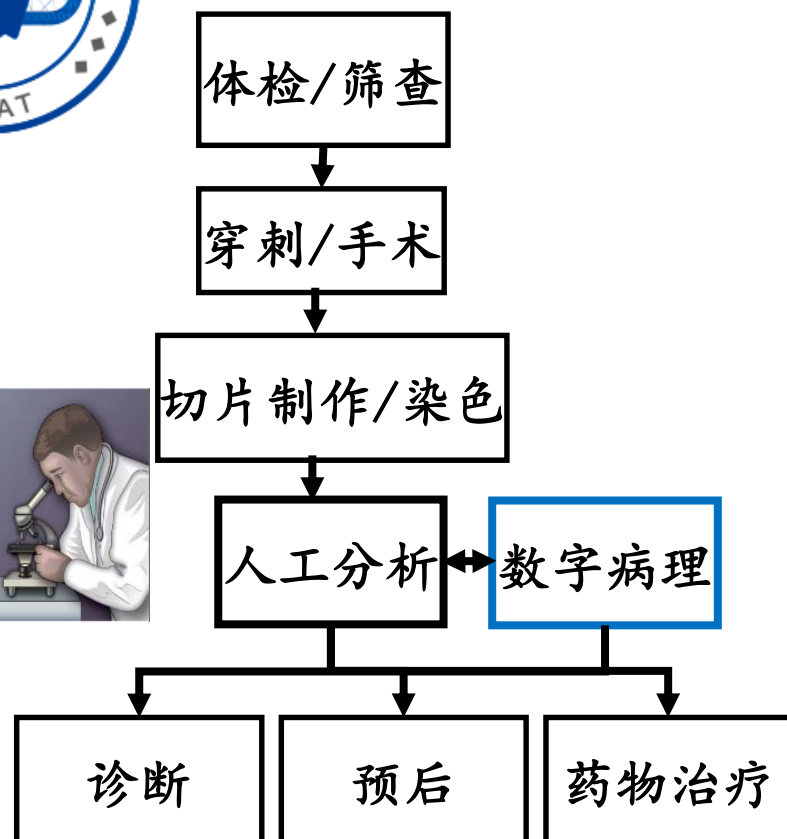 AT
体检/筛查
穿刺/手术
切片制作/染色
人工分析
数字病理
诊断
预后
药物治疗